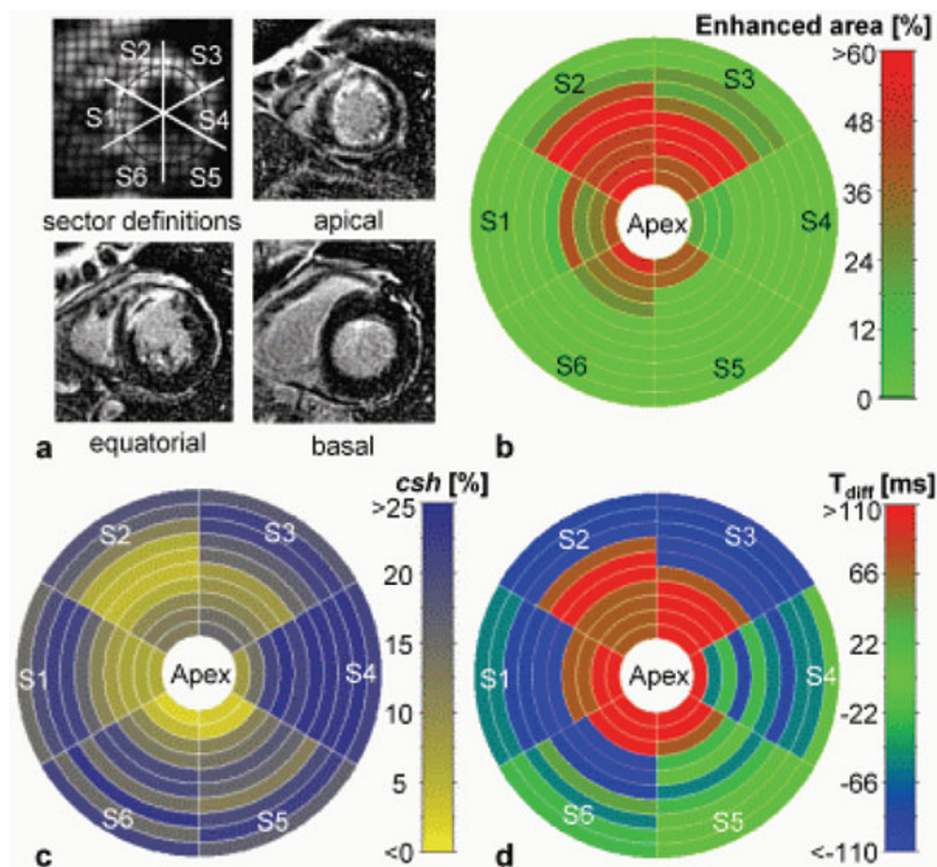 S2 S3
S1 S4
S6 S5
sector definitions
apical
equatorial
basal
a
Enhanced area [%]
>60
48
36
24
12
0
S2 S3
S1 Apex S4
S6 S5
b
csh [%]
>25
20
15
10
5
<0
S2 S3
S1 Apex S4
S6 S5
c
Tdiff [ms]
>110
66
22
-22
-66
<-110
S2 S3
S1 Apex S4
S6 S5
d